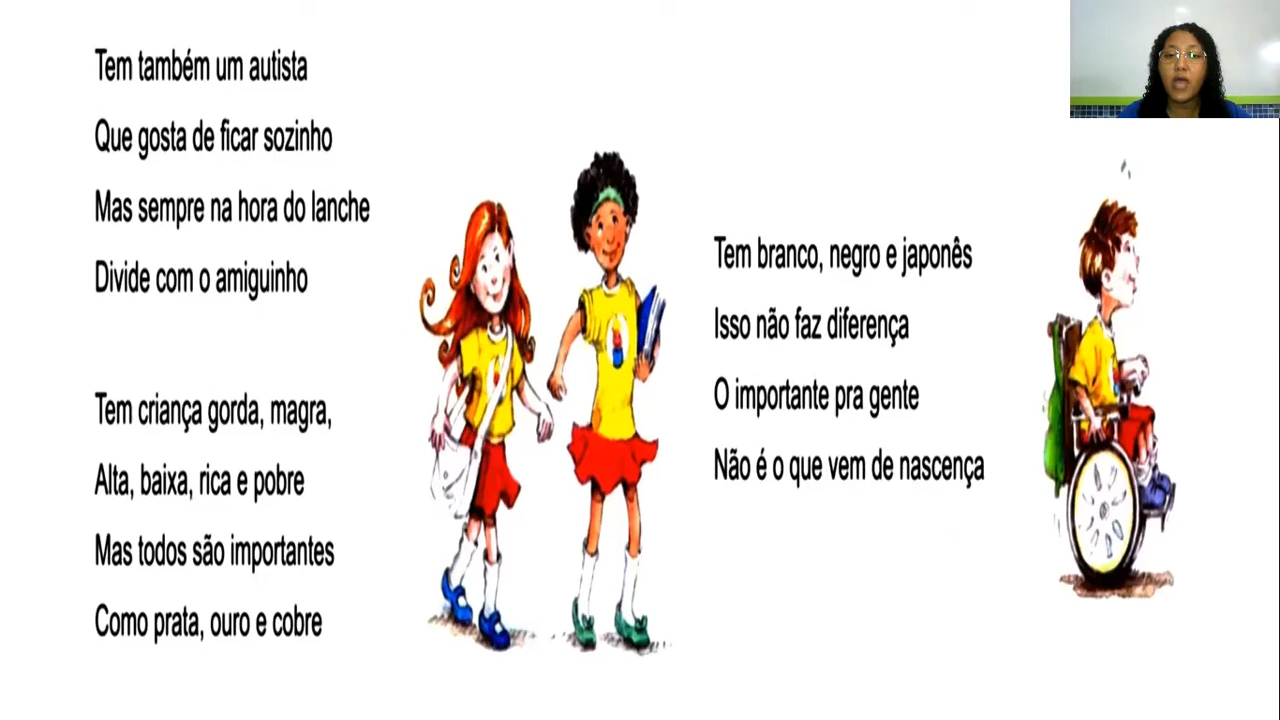 Tem também um autista
Que gosta de ficar sozinho
Mas sempre na hora do lanche
Divide com o amiguinho
Tem criança gorda, magra,
Alta, baixa, rica e pobre
Mas todos são importantes
Como prata, ouro e cobre
Tem branco, negro e japonês
Isso não faz diferença
O importante pra gente
Não é o que vem de nascença